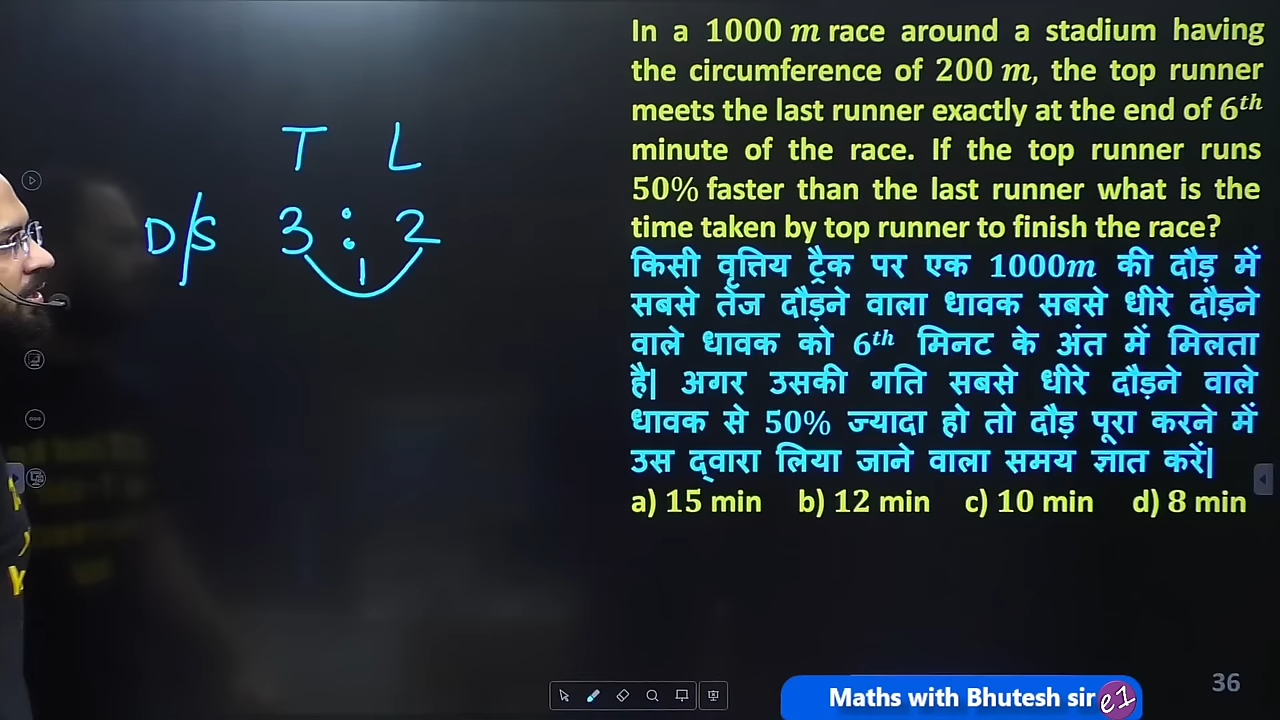 In a 1000 m race around a stadium having
the circumference of 200 m, the top runner
meets the last runner exactly at the end of 6th
minute of the race. If the top runner runs
50% faster than the last runner what is the
time taken by top runner to finish the race?
किसी वृत्तिय ट्रैक पर एक 1000m की दौड़ में
सबसे तेज दौड़ने वाला धावक सबसे धीरे दौड़ने
वाले धावक को 6th मिनट के अंत में मिलता
है| अगर उसकी गति सबसे धीरे दौड़ने वाले
धावक से 50% ज्यादा हो तो दौड़ पूरा करने में
उस द्वारा लिया जाने वाला समय ज्ञात करें|
a) 15 min b) 12 min c) 10 min d) 8 min
T L
D/S 3 : 2
1
Maths with Bhutesh sir e1
36